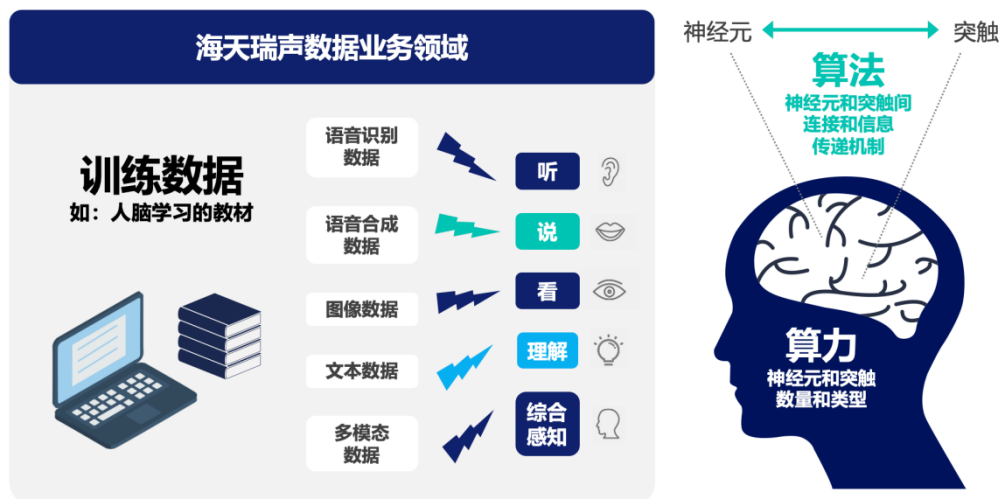 海天瑞声数据业务领域
训练数据
如：人脑学习的教材
语音识别
数据
听
语音合成
数据
说
图像数据
看
文本数据
理解
多模态
数据
综合
感知
神经元
突触
算法
神经元和突触间
连接和信息
传递机制
算力
神经元和突触
数量和类型